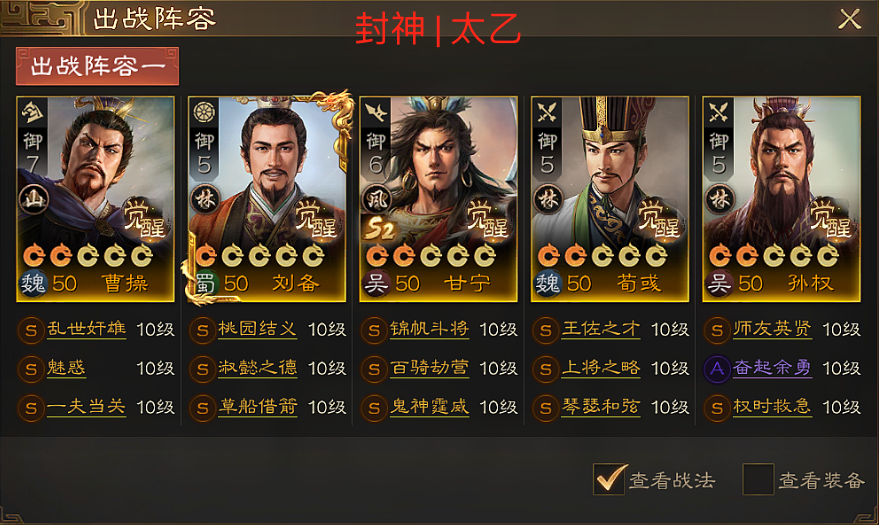 出战阵容
封神|太乙
出战阵容一
御 7 山 觉醒 魏 50 曹操
御 5 林 觉醒 蜀 50 刘备
御 6 风 S2 觉醒 吴 50 甘宁
御 5 林 觉醒 魏 50 荀彧
御 5 林 觉醒 吴 50 孙权
S 乱世奸雄 10级 S 桃园结义 10级 S 锦帆斗将 10级 S 王佐之才 10级 S 师友英贤 10级
S 魅惑 10级 S 淑懿之德 10级 S 百骑劫营 10级 S 上将之略 10级 A 奋起余勇 10级
S 一夫当关 10级 S 草船借箭 10级 S 鬼神霆威 10级 S 琴瑟和弦 10级 S 权时救急 10级
查看战法 查看装备